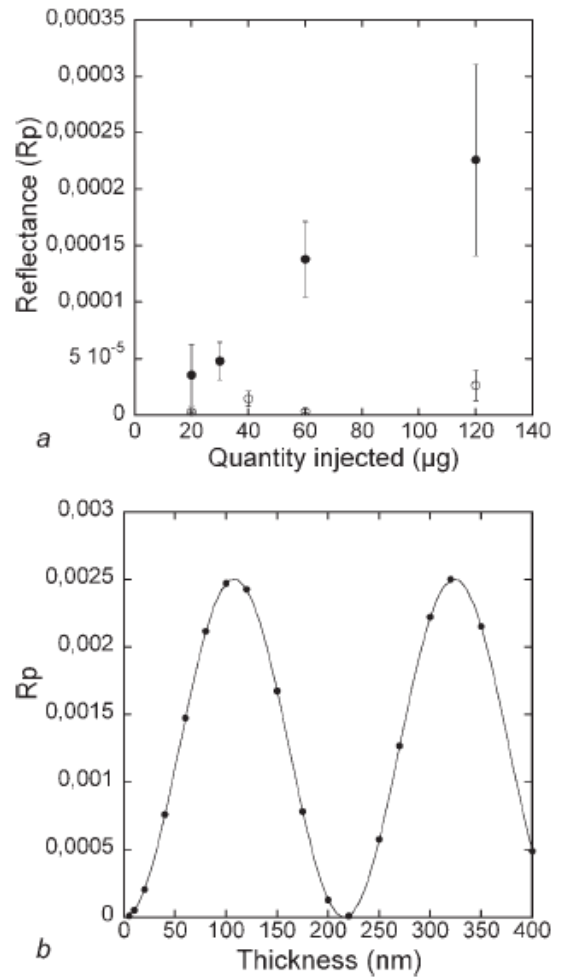 0,00035
0,0003
0,00025
0,0002
0,00015
0,0001
5 10-5
0
Reflectance (Rp)
0 20 40 60 80 100 120 140
Quantity injected (µg)
a
0,003
0,0025
0,002
0,0015
0,001
0,0005
0
Rp
0 50 100 150 200 250 300 350 400
Thickness (nm)
b